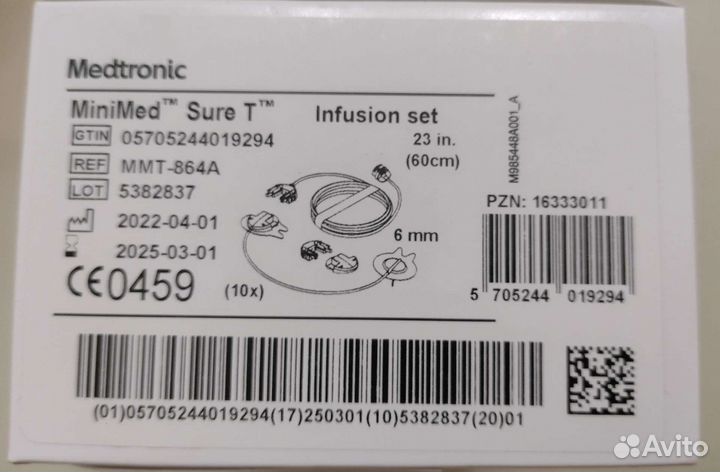 Medtronic
MiniMed™ Sure T™ Infusion set
GTIN 05705244019294 23 in.
(60cm)
REF MMT-864A
LOT 5382837
2022-04-01
6 mm
2025-03-01
CE0459 (10x)
M985448A001_A
PZN: 16333011
5 705244 019294
(01)05705244019294(17)250301(10)5382837(20)01
Avito